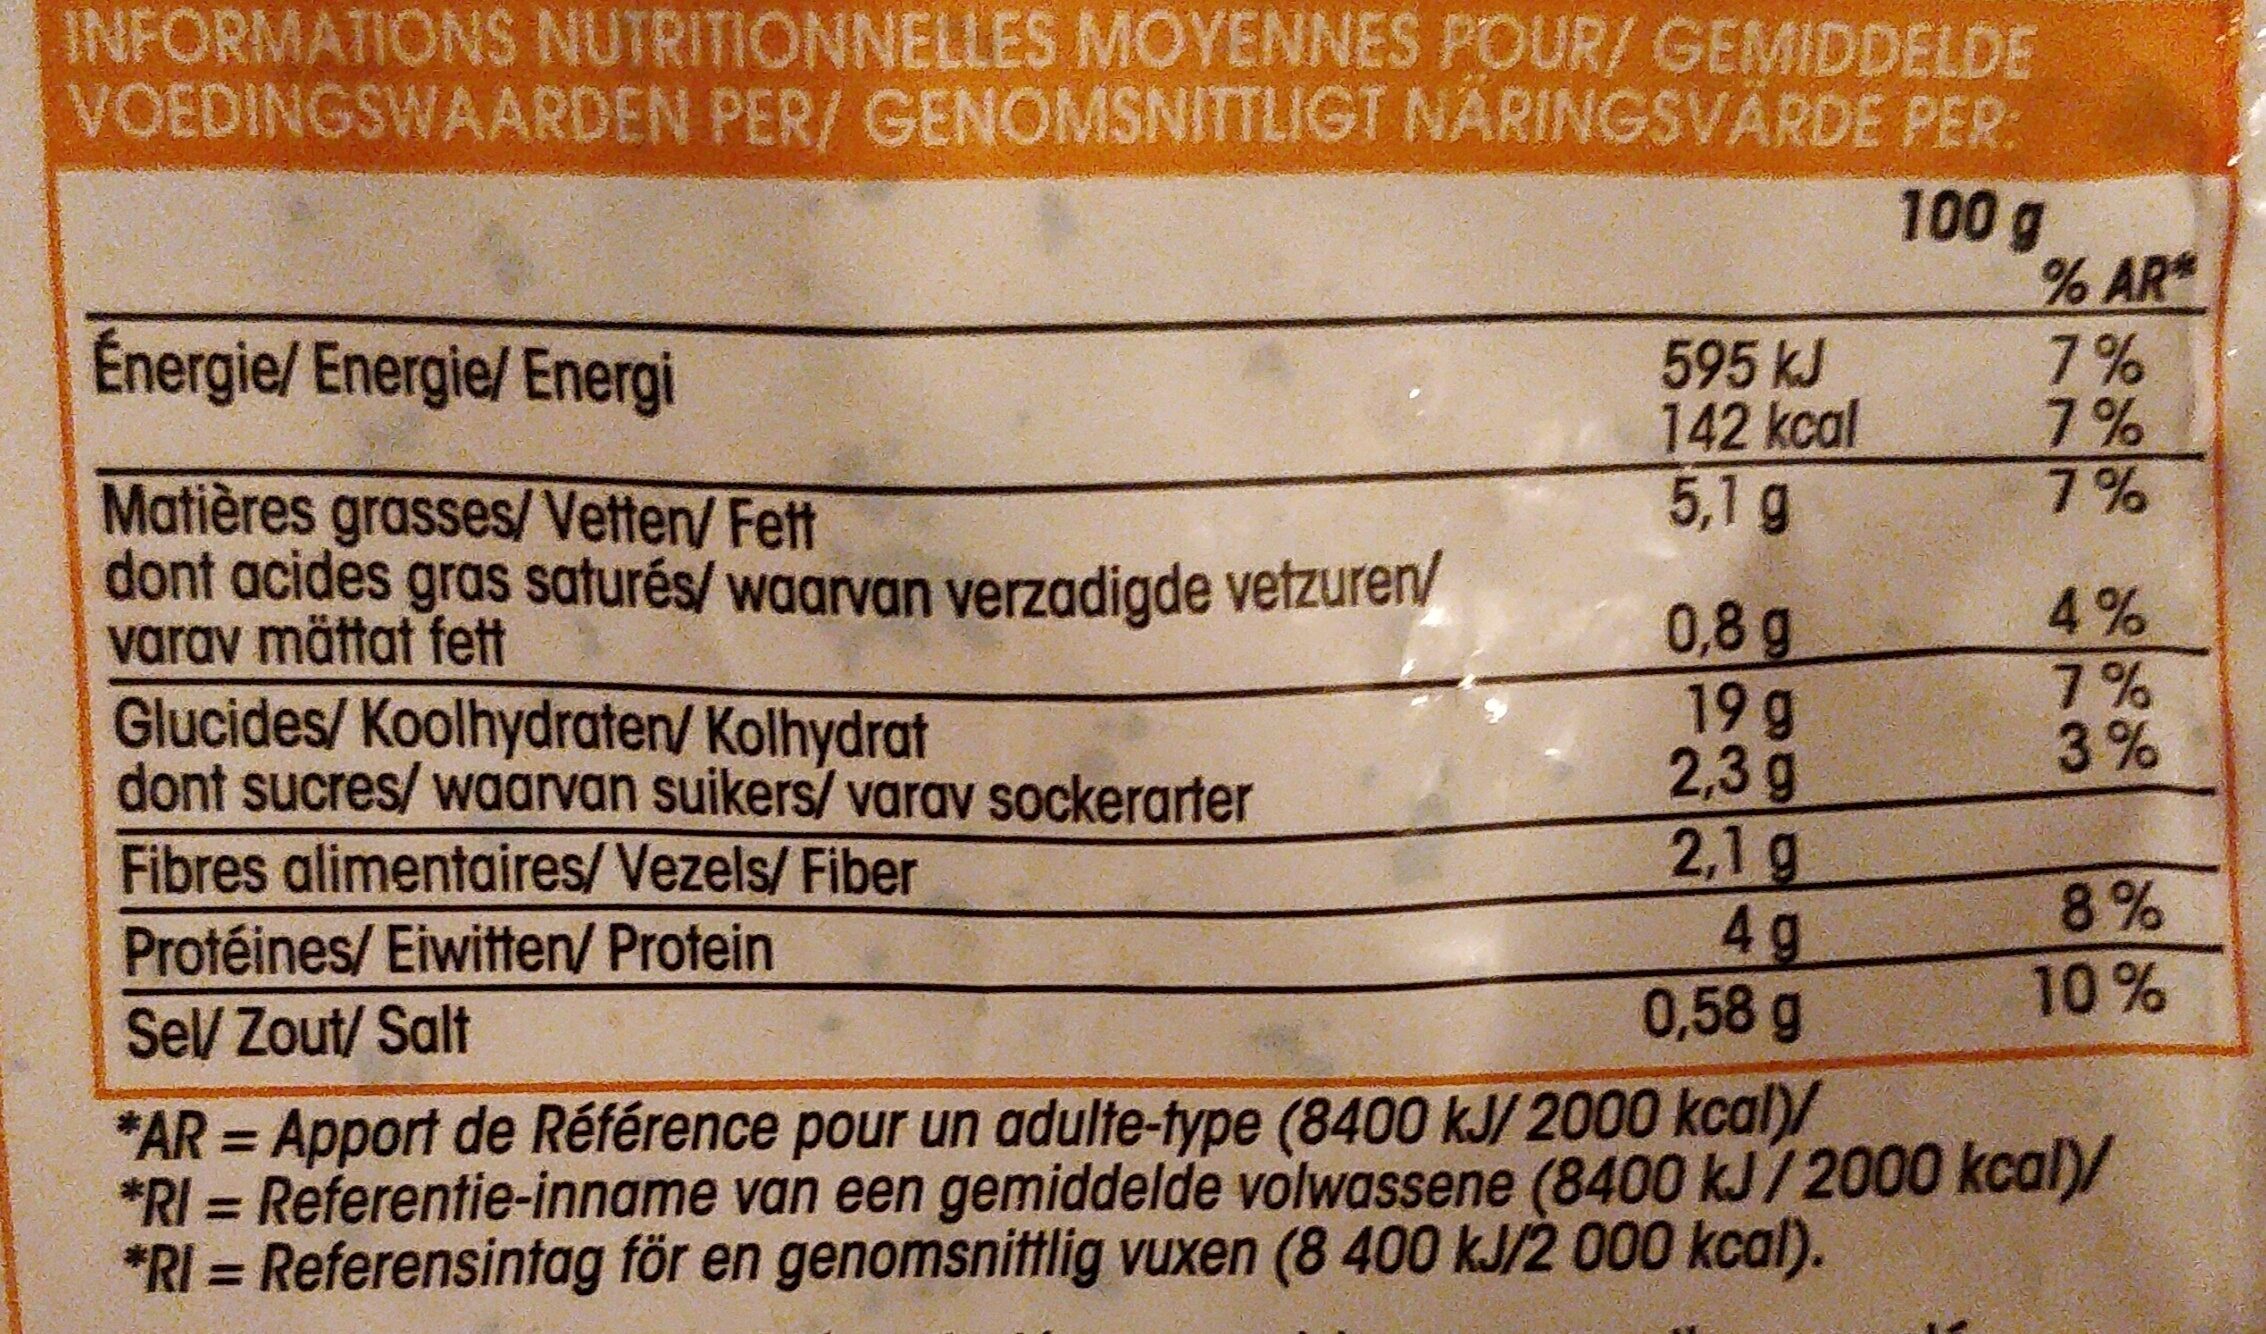 INFORMATIONS NUTRITIONNELLES MOYENNES POUR/ GEMIDDELDE
VOEDINGSWAARDEN PER/ GENOMSNITTLIGT NÄRINGSVÄRDE PER:
100 g
% AR*
Énergie/ Energie/ Energi 595 kJ 7 %
142 kcal 7 %
Matières grasses/ Vetten/ Fett 5,1 g 7 %
dont acides gras saturés/ waarvan verzadigde vetzuren/
varav mättat fett 0,8 g 4 %
Glucides/ Koolhydraten/ Kolhydrat 19 g 7 %
dont sucres/ waarvan suikers/ varav sockerarter 2,3 g 3 %
Fibres alimentaires/ Vezels/ Fiber 2,1 g
Protéines/ Eiwitten/ Protein 4 g 8 %
Sel/ Zout/ Salt 0,58 g 10 %
*AR = Apport de Référence pour un adulte-type (8400 kJ/ 2000 kcal)/
*RI = Referentie-inname van een gemiddelde volwassene (8400 kJ / 2000 kcal)/
*RI = Referensintag för en genomsnittlig vuxen (8 400 kJ/2 000 kcal).